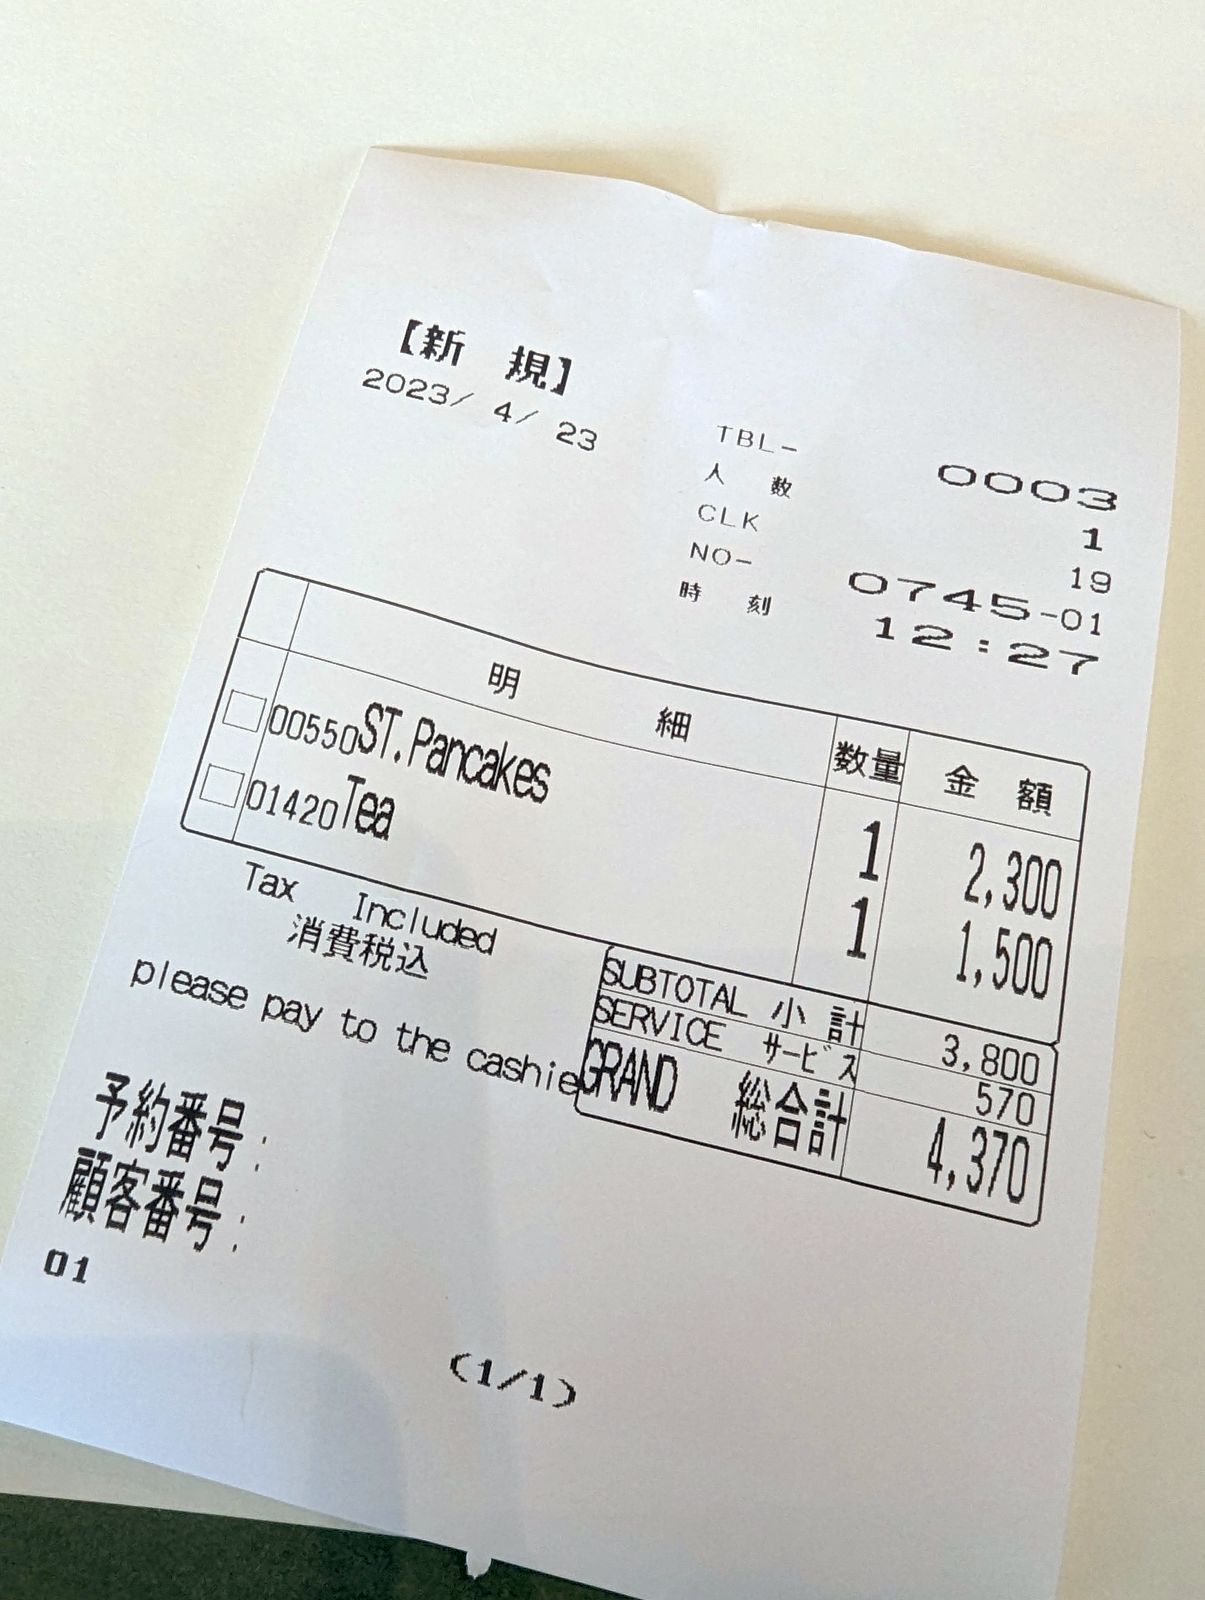 【新 規】
2023/ 4/ 23
TBL- 0003
人 数 1
CLK 19
NO- 0745-01
時 刻 12:27
明 細 数量 金 額
00550ST.Pancakes 1 2,300
01420Tea 1 1,500
Tax Included
消費税込
SUBTOTAL 小 計 3,800
SERVICE サービス 570
please pay to the cashie
GRAND 総合計 4,370
予約番号:
顧客番号:
01
(1/1)